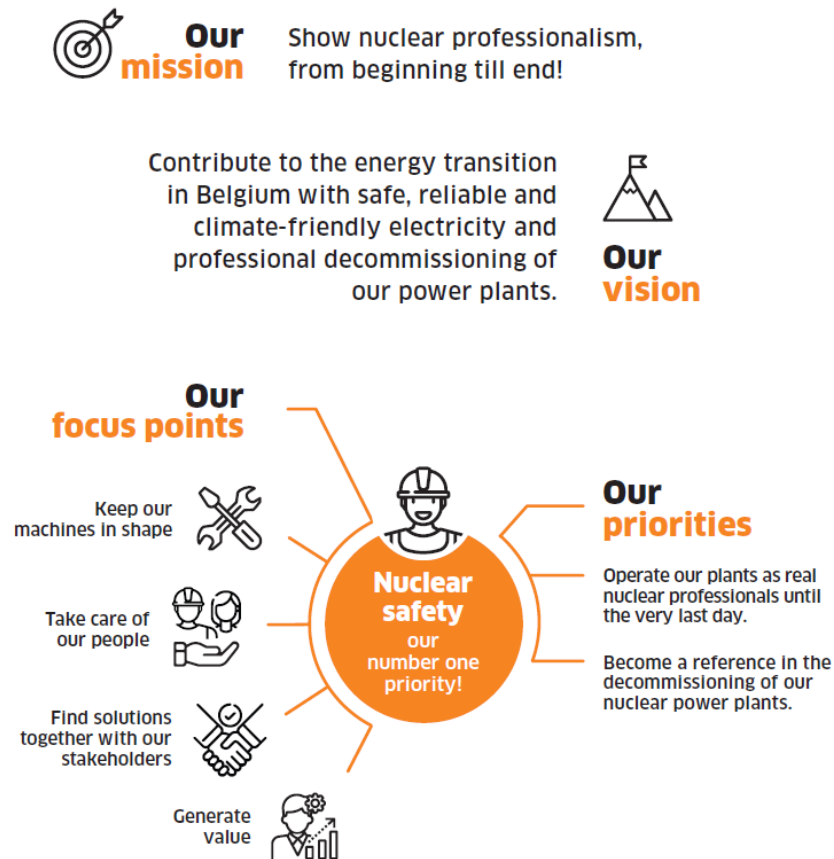 Our
mission
Show nuclear professionalism,
from beginning till end!
Contribute to the energy transition
in Belgium with safe, reliable and
climate-friendly electricity and
professional decommissioning of
our power plants.
Our
vision
Our
focus points
Keep our
machines in shape
Take care of
our people
Find solutions
together with our
stakeholders
Generate
value
Nuclear
safety
our
number one
priority!
Our
priorities
Operate our plants as real
nuclear professionals until
the very last day.
Become a reference in the
decommissioning of our
nuclear power plants.